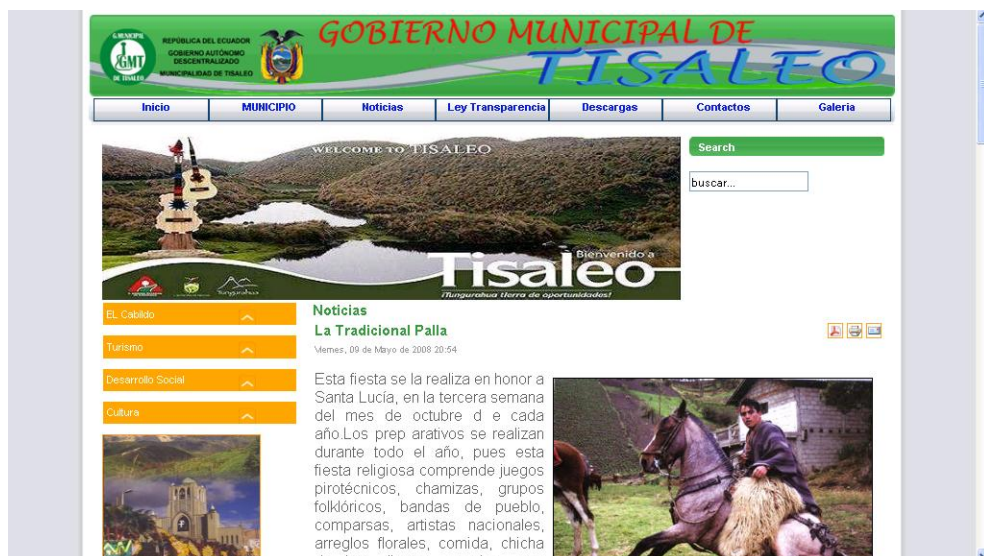 G.MUNICIPAL
GMT
DE TISALEO
REPÚBLICA DEL ECUADOR
GOBIERNO AUTÓNOMO
DESCENTRALIZADO
MUNICIPALIDAD DE TISALEO
GOBIERNO MUNICIPAL DE
TISALEO
Inicio MUNICIPIO Noticias Ley Transparencia Descargas Contactos Galeria
WELCOME TO TISALEO
Search
buscar...
Bienvenido a
Tisaleo
Tungurahua
¡Tungurahua tierra de oportunidades!
EL Cabildo
Turismo
Desarrollo Social
Cultura
Noticias
La Tradicional Palla
Viernes, 09 de Mayo de 2008 20:54
Esta fiesta se la realiza en honor a
Santa Lucía, en la tercera semana
del mes de octubre d e cada
año.Los prep arativos se realizan
durante todo el año, pues esta
fiesta religiosa comprende juegos
pirotécnicos, chamizas, grupos
folklóricos, bandas de pueblo,
comparsas, artistas nacionales,
arreglos florales, comida, chicha